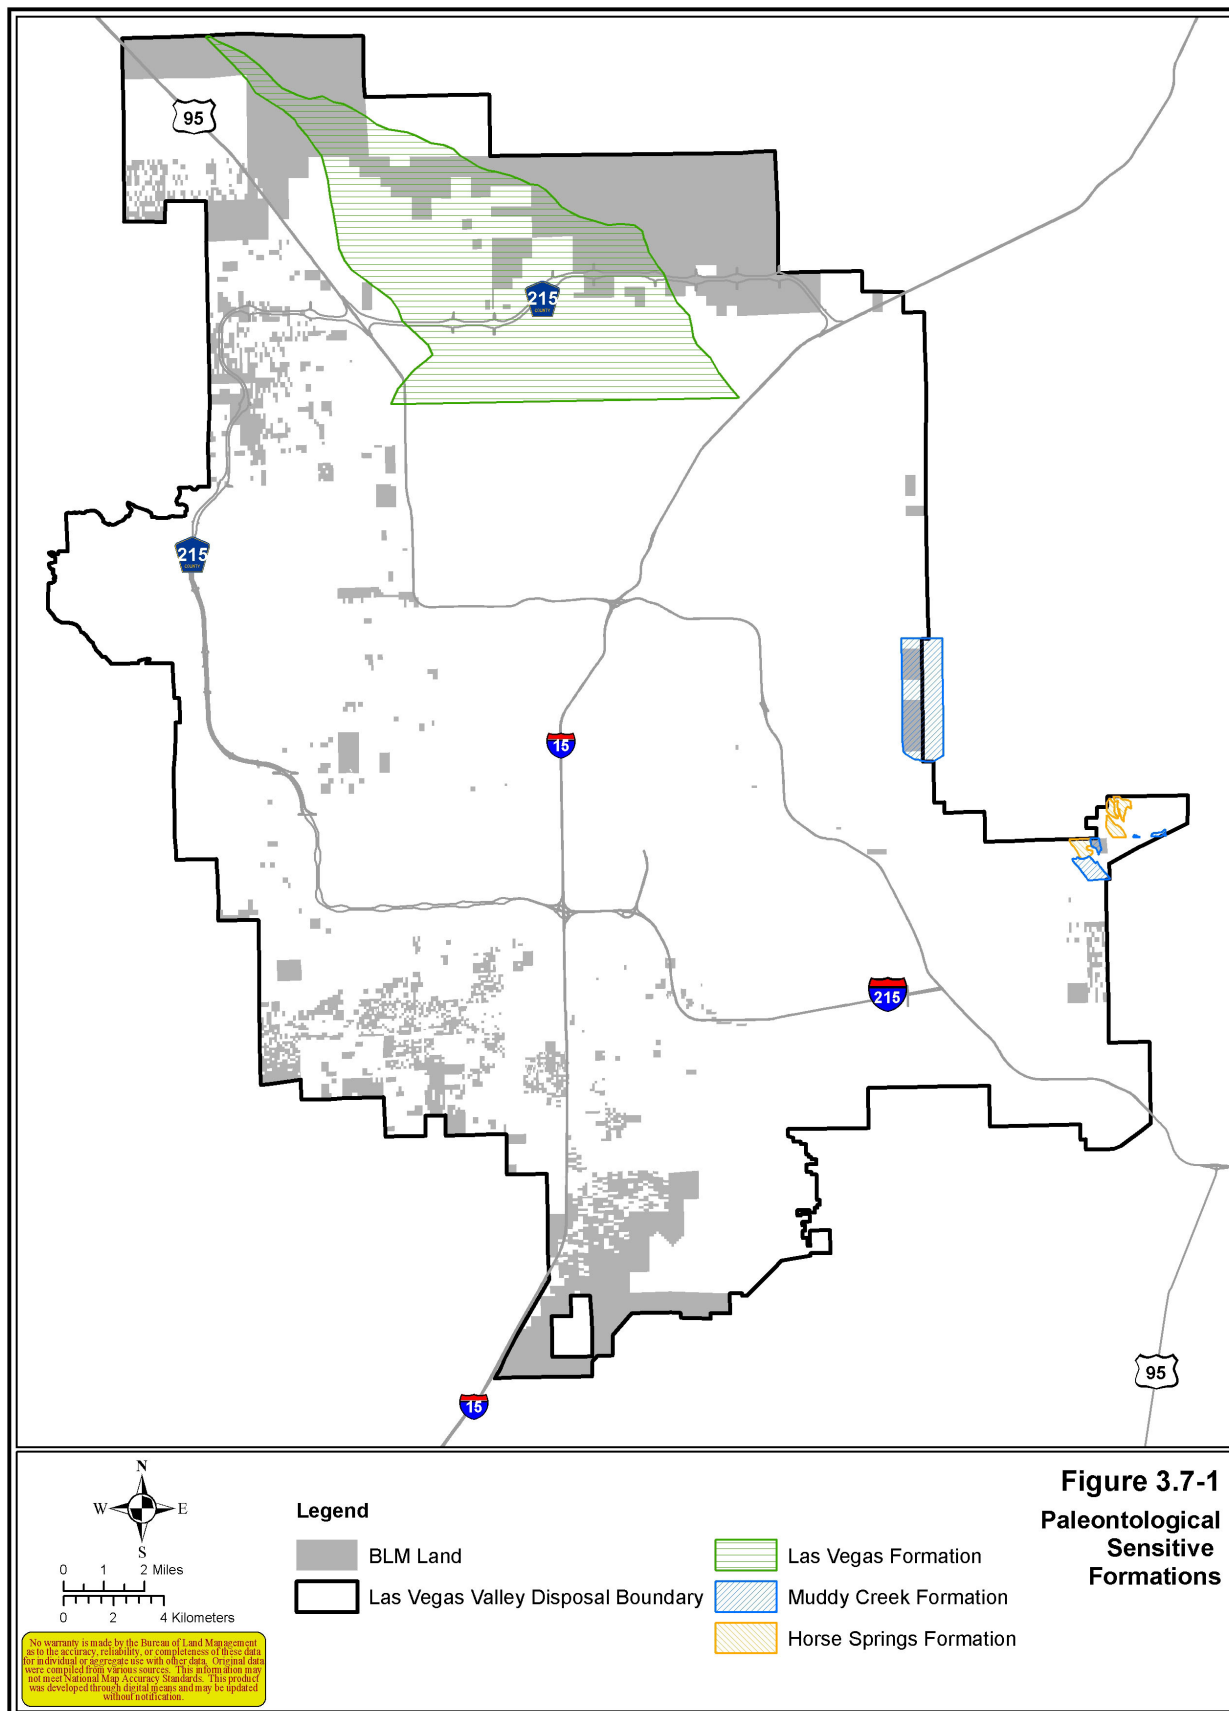 95
215
COUNTY
215
COUNTY
15
215
95
15
N
W
E
S
0 1 2 Miles
0 2 4 Kilometers
No warranty is made by the Bureau of Land Management
as to the accuracy, reliability, or completeness of these data
for individual or aggregate use with other data. Original data
were compiled from various sources. This information may
not meet National Map Accuracy Standards. This product
was developed through digital means and may be updated
without notification.
Legend
BLM Land
Las Vegas Valley Disposal Boundary
Las Vegas Formation
Muddy Creek Formation
Horse Springs Formation
Figure 3.7-1
Paleontological
Sensitive
Formations